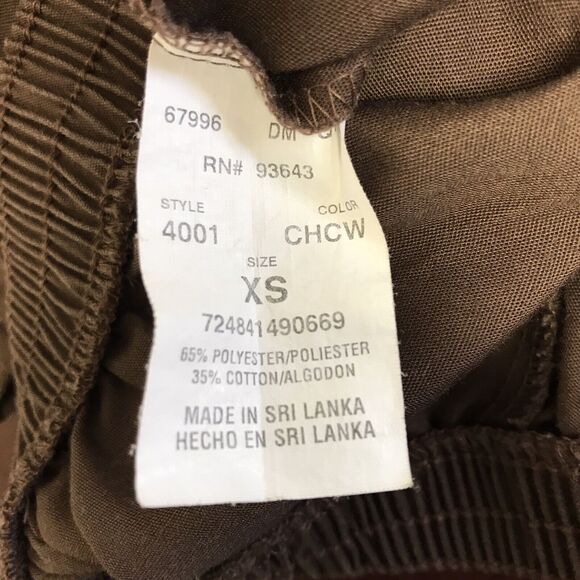 67996 DM
RN# 93643
STYLE COLOR
4001 CHCW
SIZE
XS
724841490669
65% POLYESTER/POLIESTER
35% COTTON/ALGODON
MADE IN SRI LANKA
HECHO EN SRI LANKA